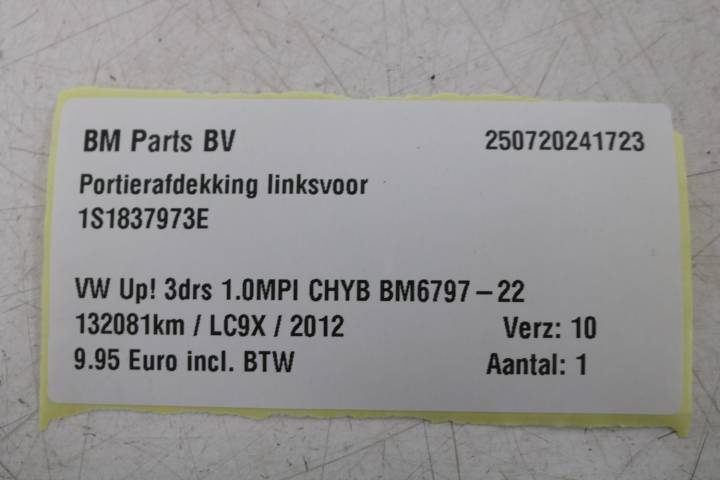 BM Parts BV 250720241723
Portierafdekking linksvoor
1S1837973E
VW Up! 3drs 1.0MPI CHYB BM6797-22
132081km / LC9X / 2012 Verz: 10
9.95 Euro incl. BTW Aantal: 1